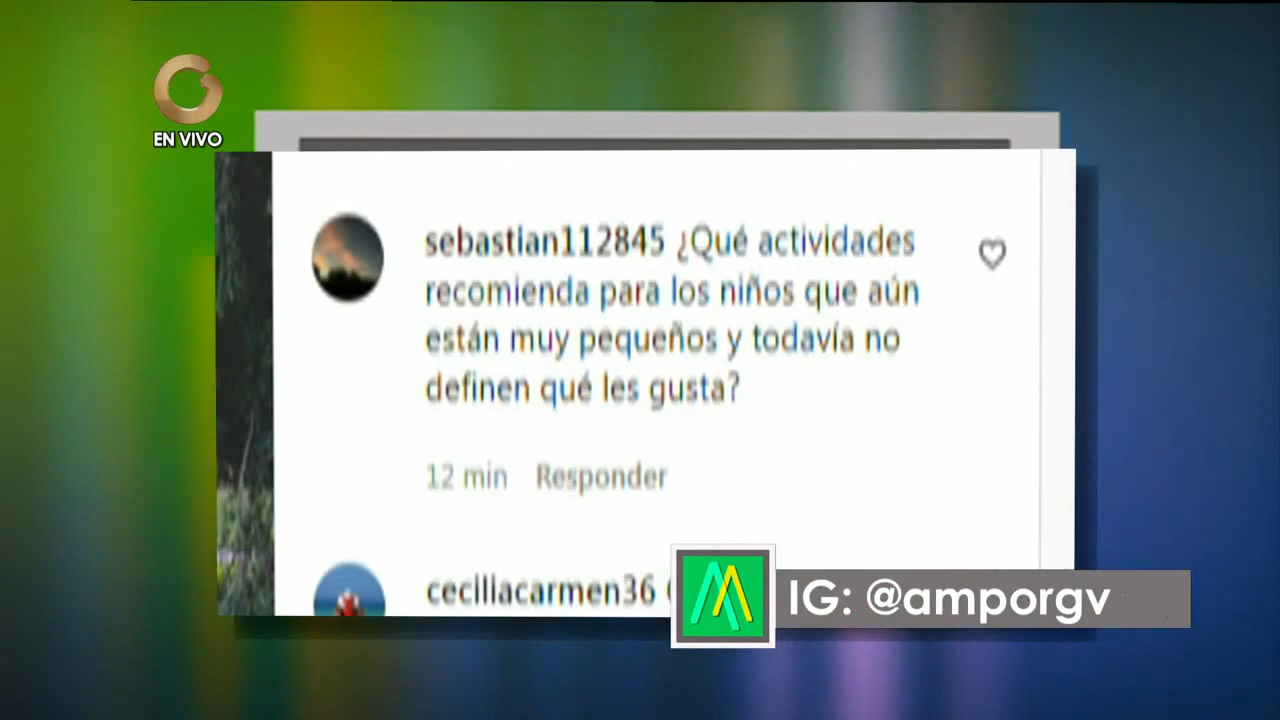 EN VIVO
sebastian112845 ¿Qué actividades
recomienda para los niños que aún
están muy pequeños y todavía no
definen qué les gusta?
12 min Responder
cecillacarmen36
IG: @amporgv